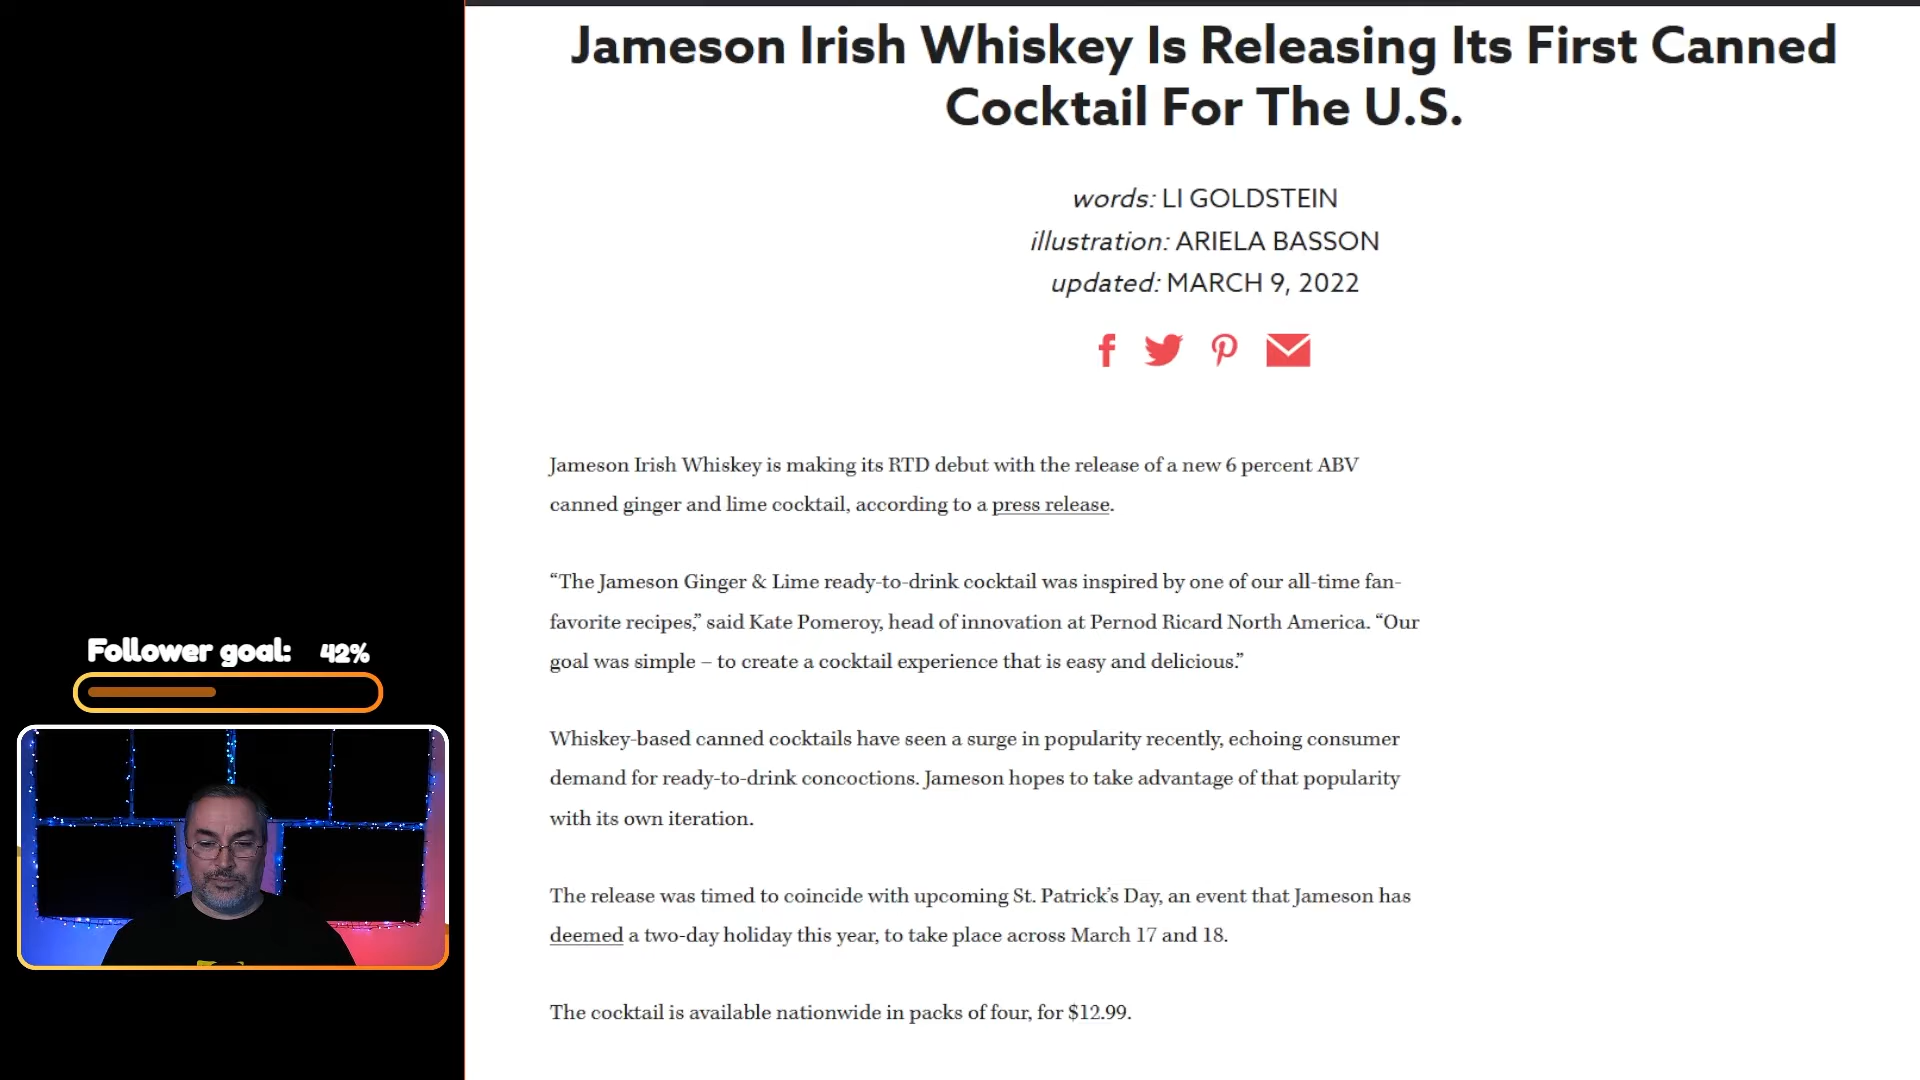 Jameson Irish Whiskey Is Releasing Its First Canned
Cocktail For The U.S.
words: LI GOLDSTEIN
illustration: ARIELA BASSON
updated: MARCH 9, 2022
Jameson Irish Whiskey is making its RTD debut with the release of a new 6 percent ABV
canned ginger and lime cocktail, according to a press release.
“The Jameson Ginger & Lime ready-to-drink cocktail was inspired by one of our all-time fan-
favorite recipes,” said Kate Pomeroy, head of innovation at Pernod Ricard North America. “Our
goal was simple – to create a cocktail experience that is easy and delicious.”
Whiskey-based canned cocktails have seen a surge in popularity recently, echoing consumer
demand for ready-to-drink concoctions. Jameson hopes to take advantage of that popularity
with its own iteration.
The release was timed to coincide with upcoming St. Patrick’s Day, an event that Jameson has
deemed a two-day holiday this year, to take place across March 17 and 18.
The cocktail is available nationwide in packs of four, for $12.99.
Follower goal: 42%